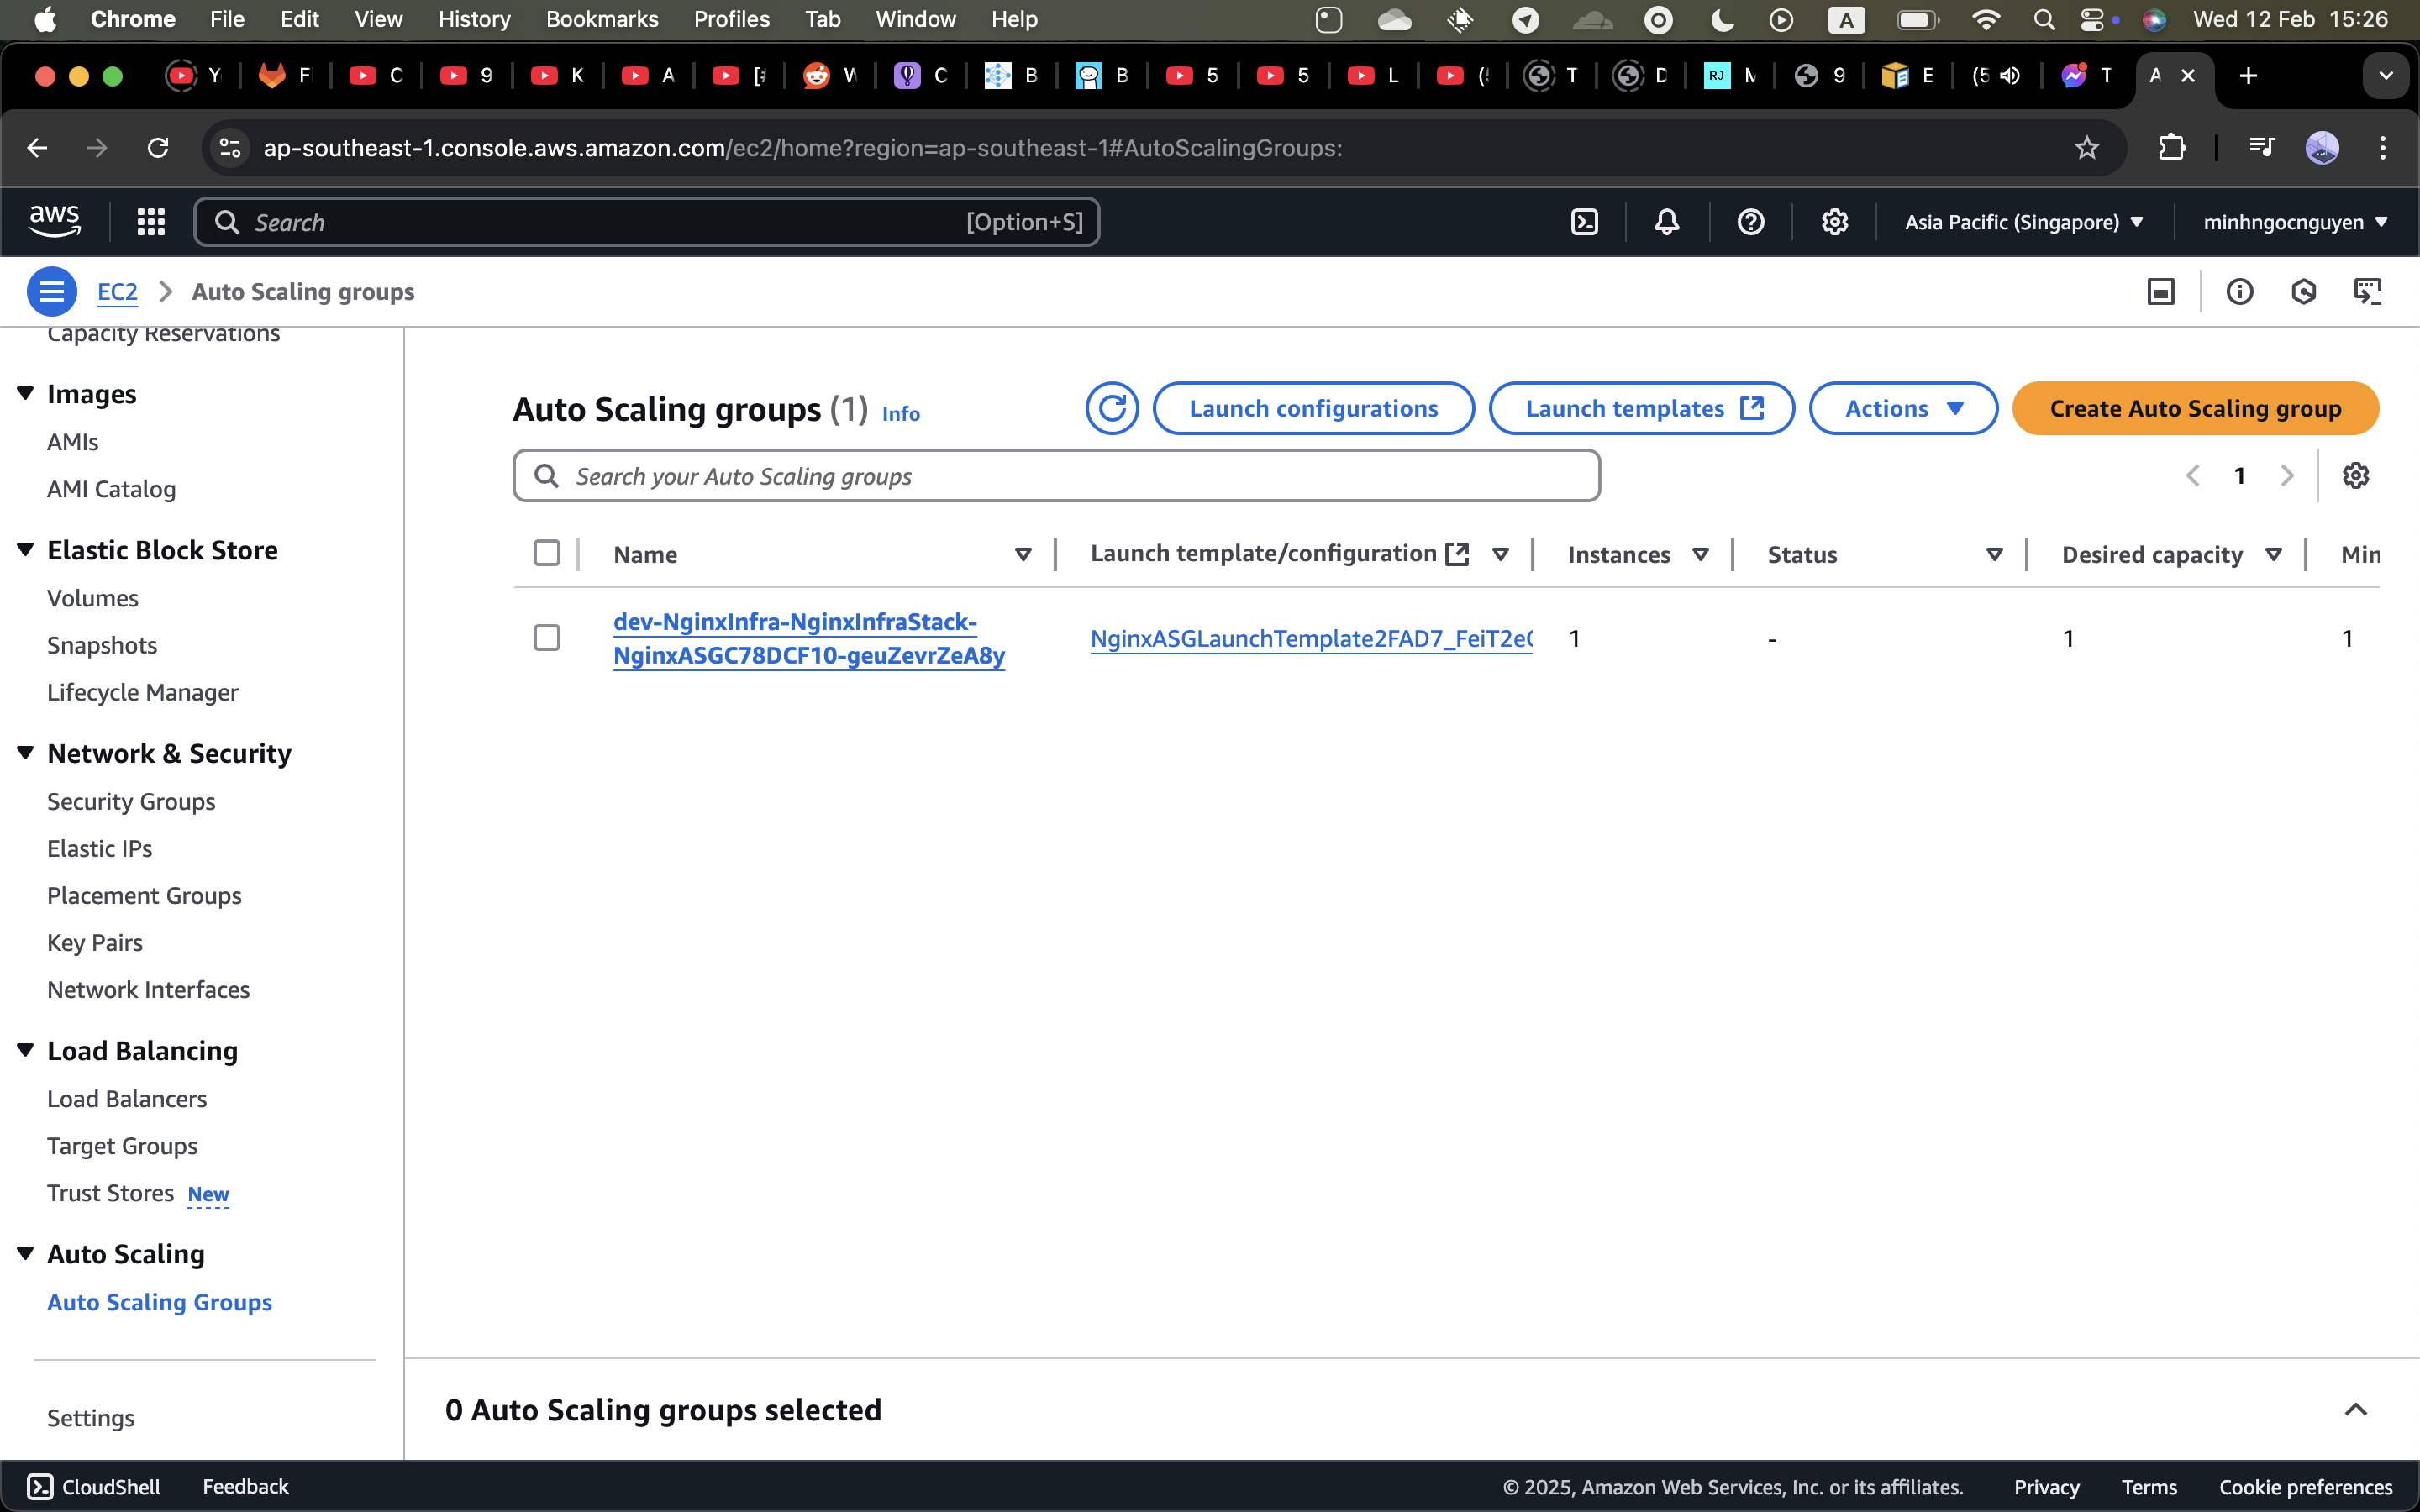 Chrome File Edit View History Bookmarks Profiles Tab Window Help A Wed 12 Feb 15:26
Y F C 9 K A W C B B 5 5 L T D RJ 9 E (5 T A
ap-southeast-1.console.aws.amazon.com/ec2/home?region=ap-southeast-1#AutoScalingGroups:
aws Search [Option+S] Asia Pacific (Singapore) minhngocnguyen
EC2 Auto Scaling groups
Capacity Reservations
Images
AMIs
AMI Catalog
Elastic Block Store
Volumes
Snapshots
Lifecycle Manager
Network & Security
Security Groups
Elastic IPs
Placement Groups
Key Pairs
Network Interfaces
Load Balancing
Load Balancers
Target Groups
Trust Stores New
Auto Scaling
Auto Scaling Groups
Settings
Auto Scaling groups (1) Info Launch configurations Launch templates Actions Create Auto Scaling group
Search your Auto Scaling groups 1
Name Launch template/configuration Instances Status Desired capacity Min
dev-NginxInfra-NginxInfraStack-
NginxASGC78DCF10-geuZevrZeA8y NginxASGLaunchTemplate2FAD7_FeiT2e 1 - 1 1
0 Auto Scaling groups selected
CloudShell Feedback © 2025, Amazon Web Services, Inc. or its affiliates. Privacy Terms Cookie preferences